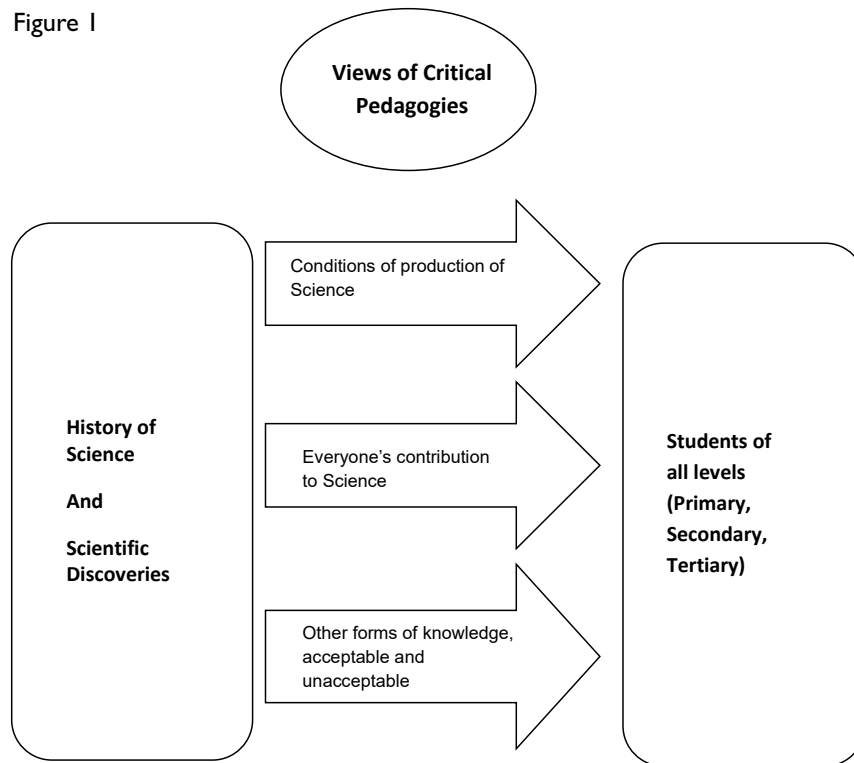 Figure 1
Views of Critical
Pedagogies
Conditions of production of
Science
History of
Science
And
Scientific
Discoveries
Everyone’s contribution
to Science
Students of
all levels
(Primary,
Secondary,
Tertiary)
Other forms of knowledge,
acceptable and
unacceptable